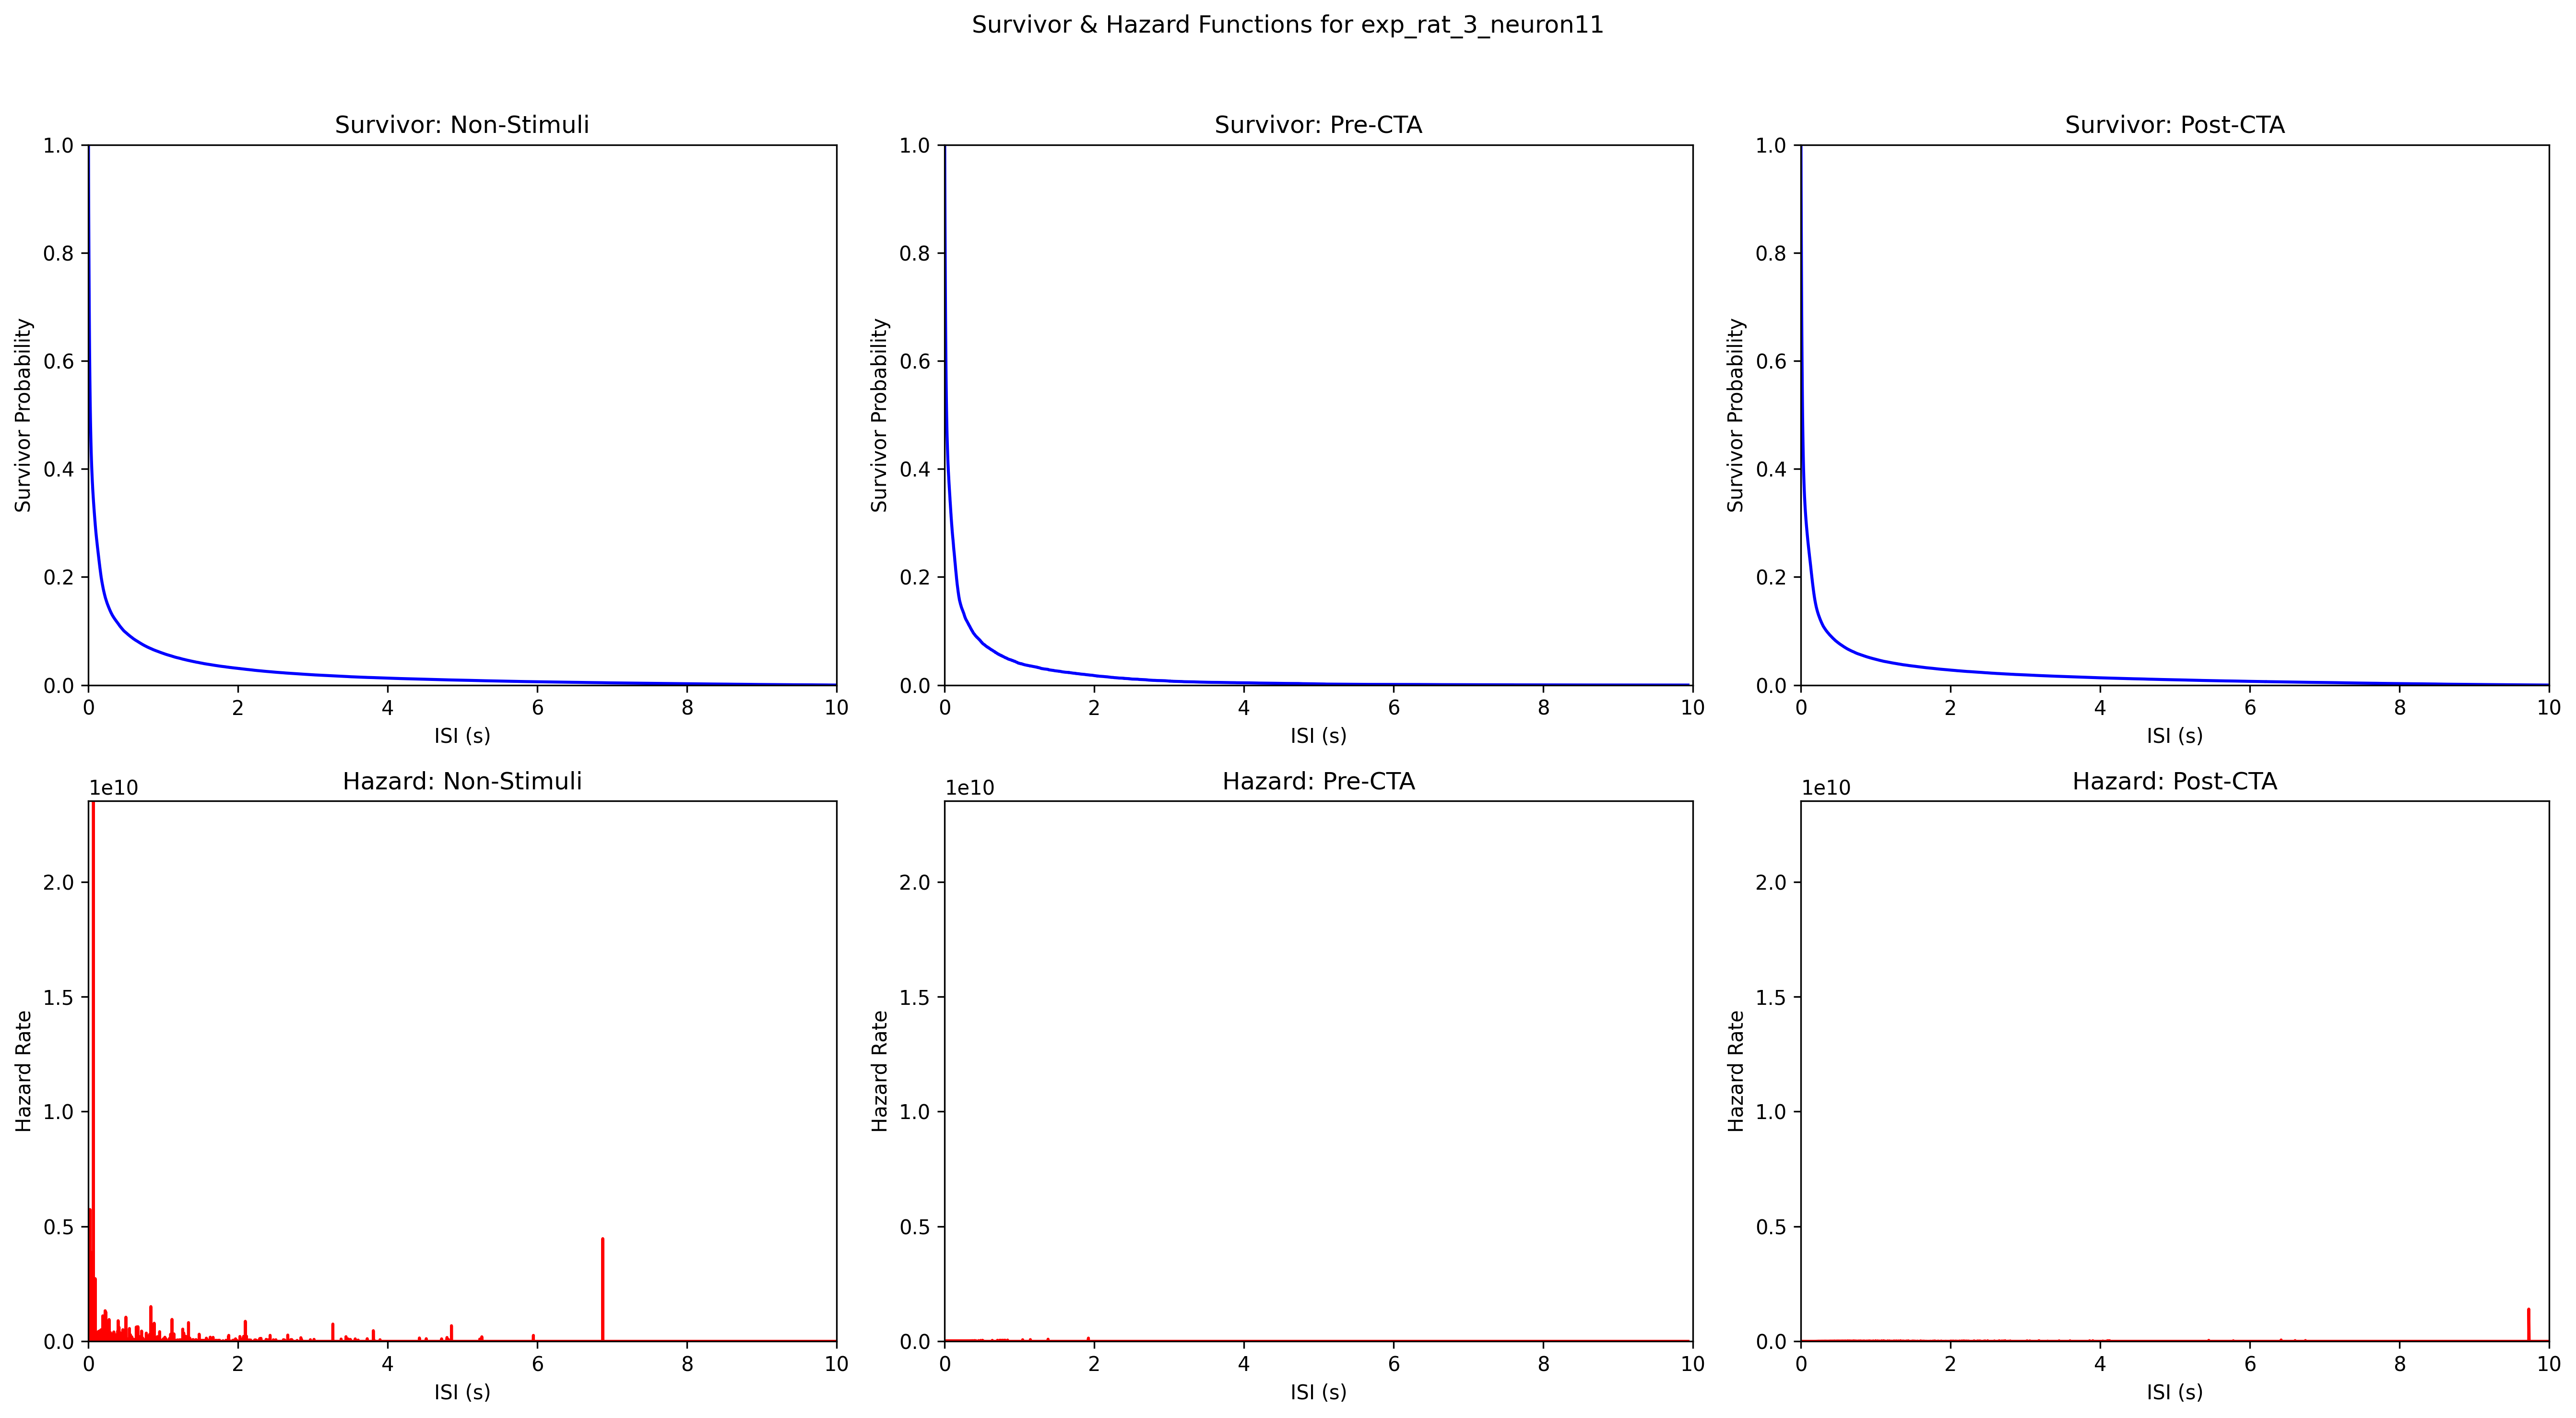 Survivor & Hazard Functions for exp_rat_3_neuron11
Survivor: Non-Stimuli
Survivor Probability
1.0
0.8
0.6
0.4
0.2
0.0
0 2 4 6 8 10
ISI (s)
Survivor: Pre-CTA
Survivor Probability
1.0
0.8
0.6
0.4
0.2
0.0
0 2 4 6 8 10
ISI (s)
Survivor: Post-CTA
Survivor Probability
1.0
0.8
0.6
0.4
0.2
0.0
0 2 4 6 8 10
ISI (s)
Hazard: Non-Stimuli
1e10
Hazard Rate
2.0
1.5
1.0
0.5
0.0
0 2 4 6 8 10
ISI (s)
Hazard: Pre-CTA
1e10
Hazard Rate
2.0
1.5
1.0
0.5
0.0
0 2 4 6 8 10
ISI (s)
Hazard: Post-CTA
1e10
Hazard Rate
2.0
1.5
1.0
0.5
0.0
0 2 4 6 8 10
ISI (s)